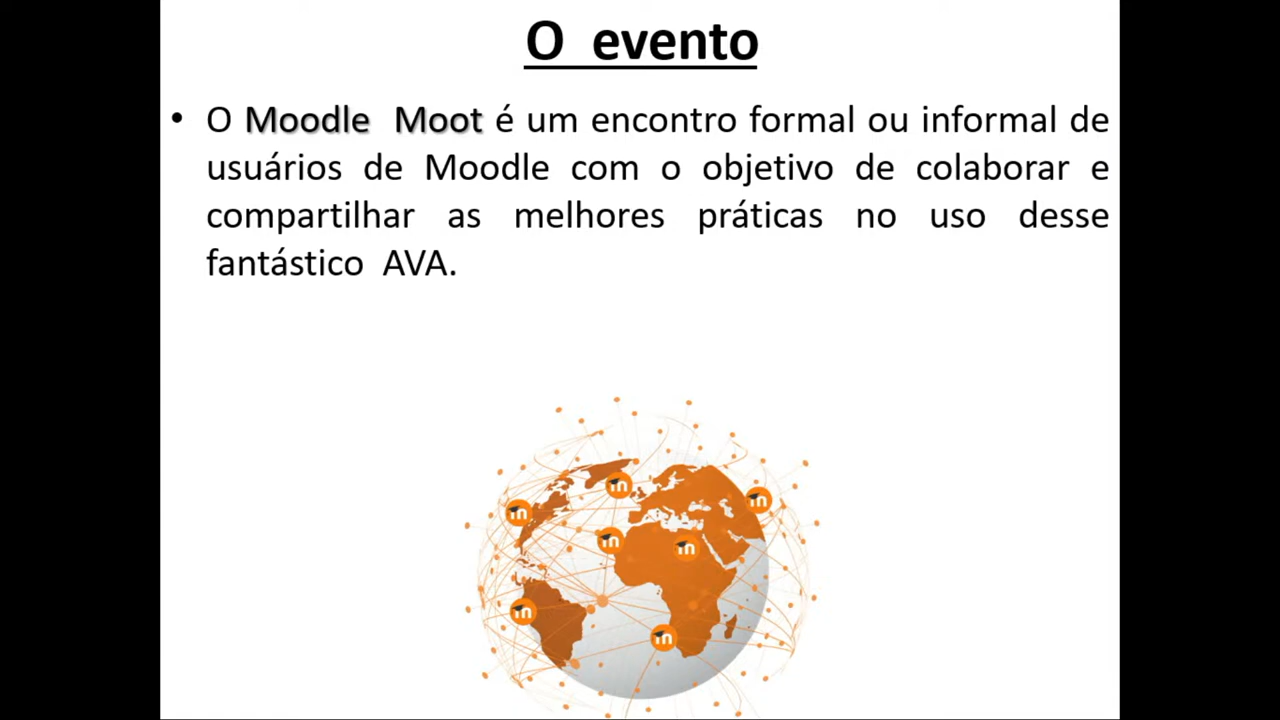 O evento
• O Moodle Moot é um encontro formal ou informal de
usuários de Moodle com o objetivo de colaborar e
compartilhar as melhores práticas no uso desse
fantástico AVA.